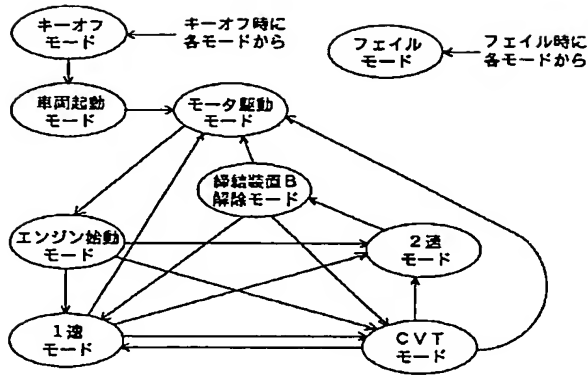 キーオフ
モード
キーオフ時に
各モードから
フェイル
モード
フェイル時に
各モードから
車両起動
モード
モータ駆動
モード
締結装置B
解除モード
エンジン始動
モード
2速
モード
1速
モード
CVT
モード